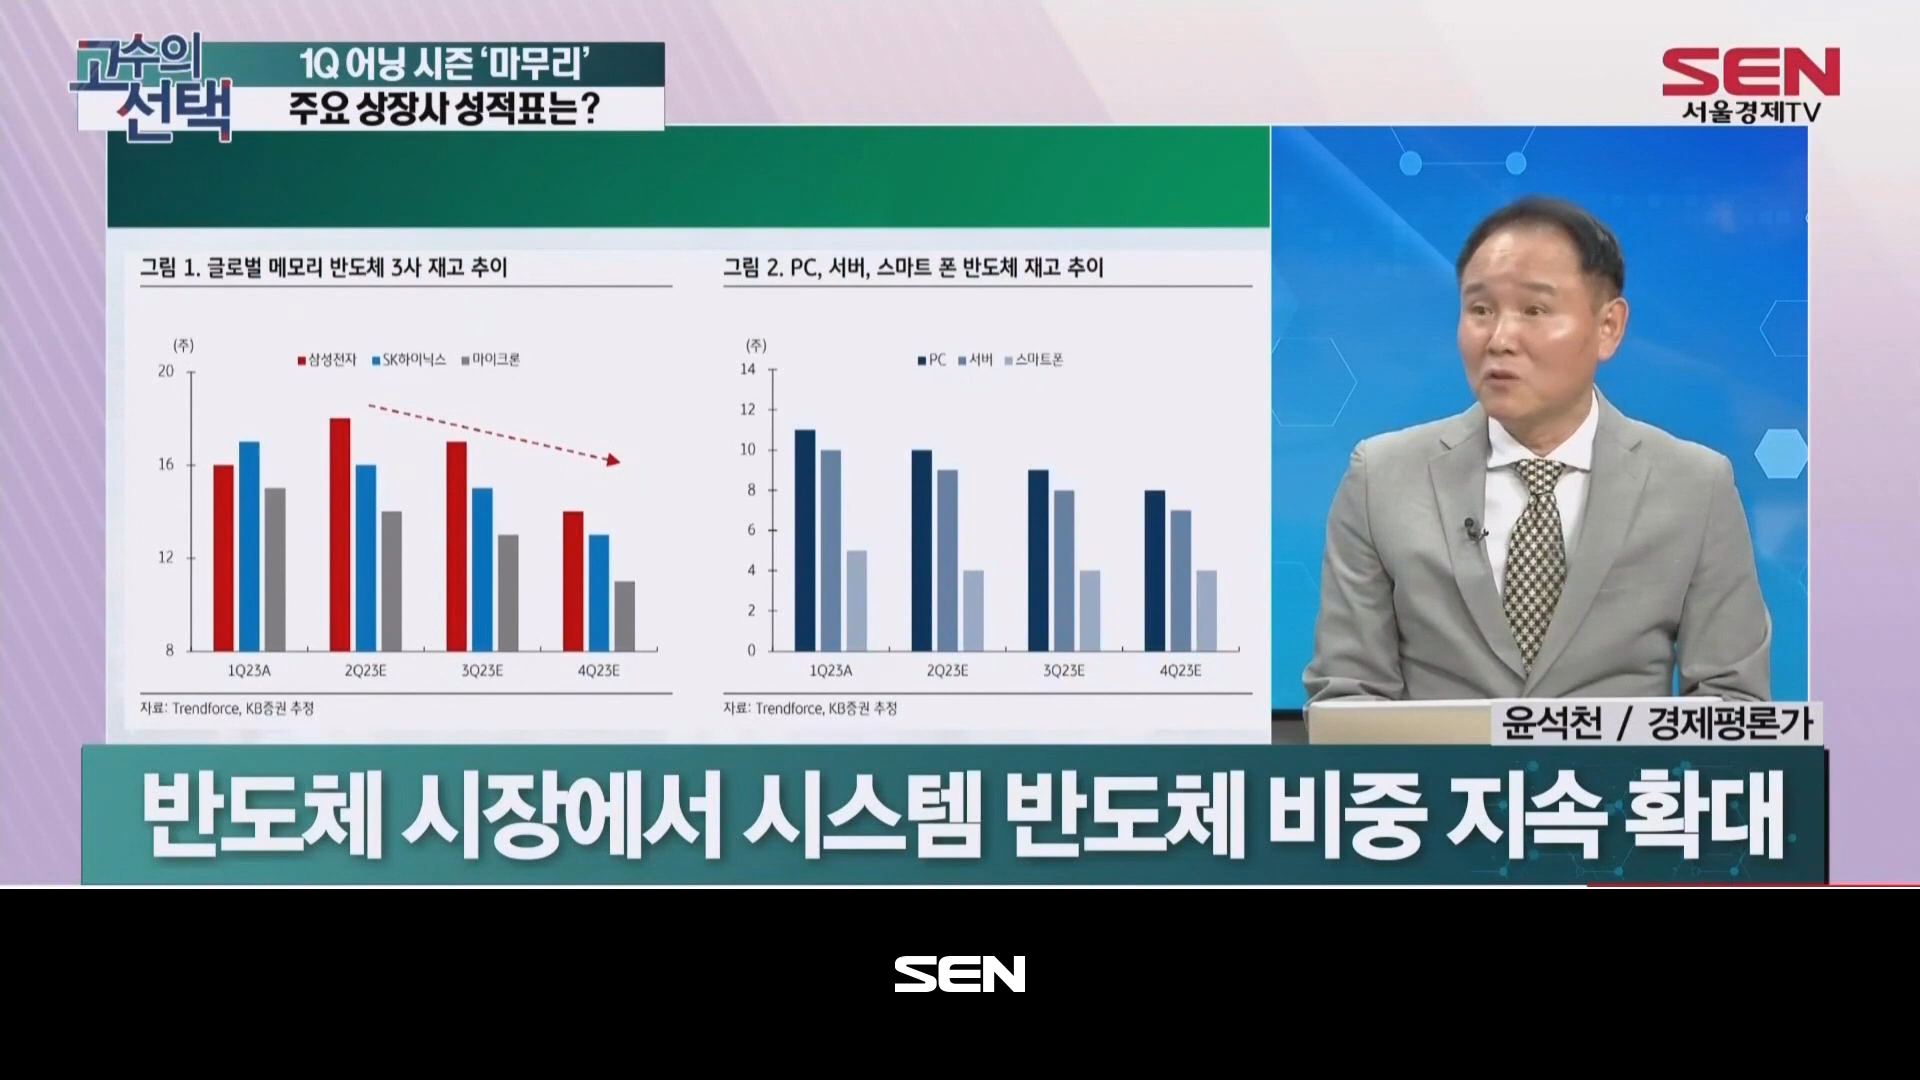 고수의
선택
1Q 어닝 시즌 ‘마무리’
주요 상장사 성적표는?
SEN
서울경제TV
그림 1. 글로벌 메모리 반도체 3사 재고 추이
(주)
삼성전자 SK하이닉스 마이크론
20
16
12
8
1Q23A 2Q23E 3Q23E 4Q23E
자료: Trendforce, KB증권 추정
그림 2. PC, 서버, 스마트 폰 반도체 재고 추이
(주)
PC 서버 스마트폰
14
12
10
8
6
4
2
0
1Q23A 2Q23E 3Q23E 4Q23E
자료: Trendforce, KB증권 추정
윤석천 / 경제평론가
반도체 시장에서 시스템 반도체 비중 지속 확대
SEN